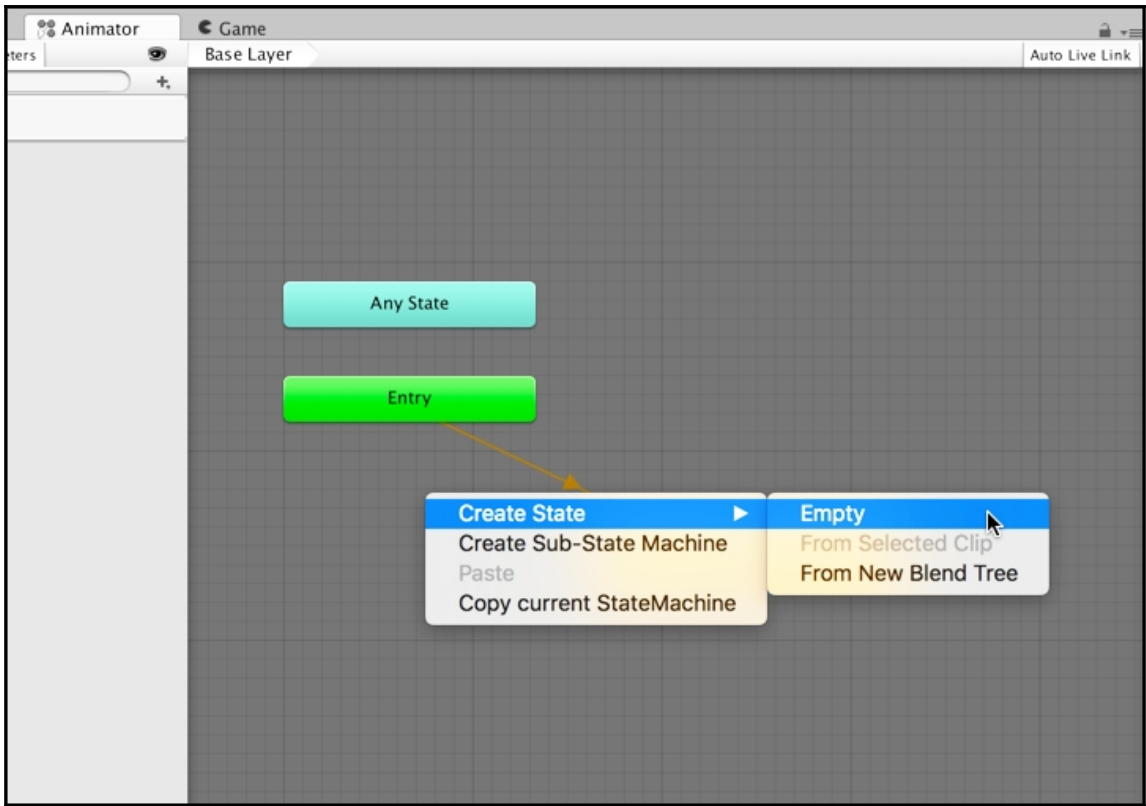 Animator
Game
ters
Base Layer
Auto Live Link
Any State
Entry
Create State
Empty
Create Sub-State Machine
From Selected Clip
Paste
From New Blend Tree
Copy current StateMachine